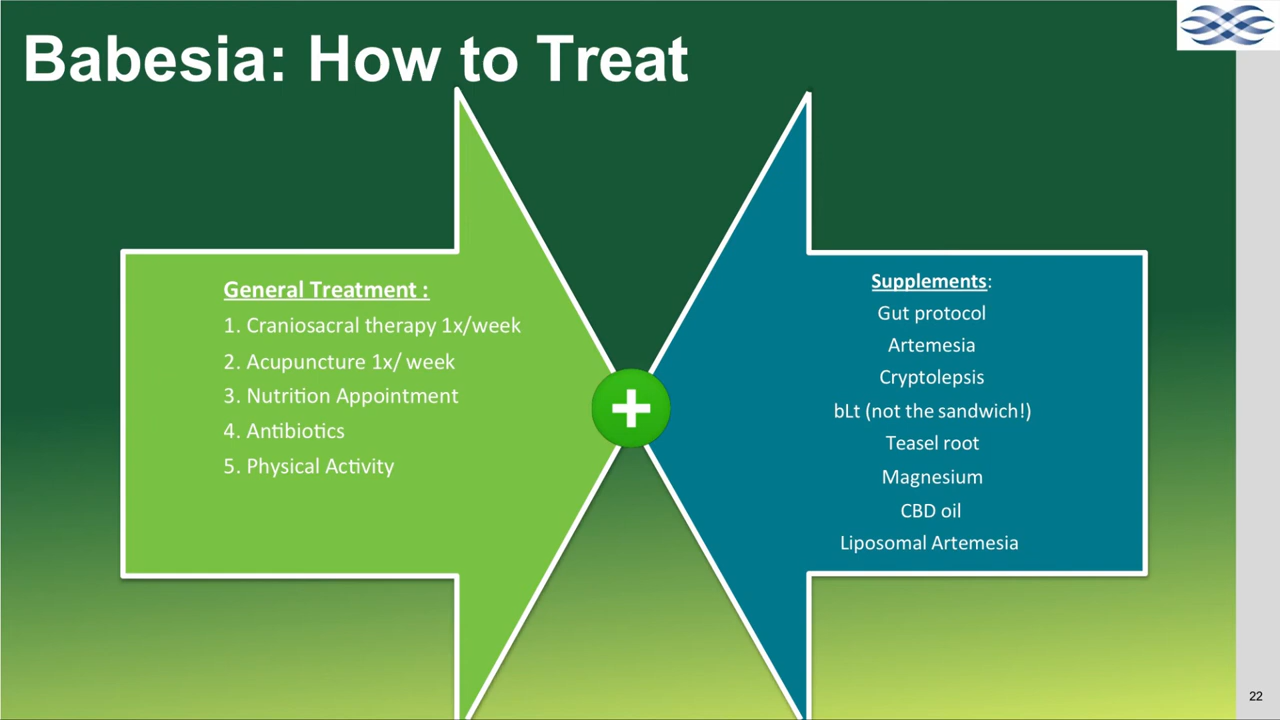 Babesia: How to Treat
General Treatment :
1. Craniosacral therapy 1x/week
2. Acupuncture 1x/ week
3. Nutrition Appointment
4. Antibiotics
5. Physical Activity
Supplements:
Gut protocol
Artemesia
Cryptolepsis
bLt (not the sandwich!)
Teasel root
Magnesium
CBD oil
Liposomal Artemesia
22